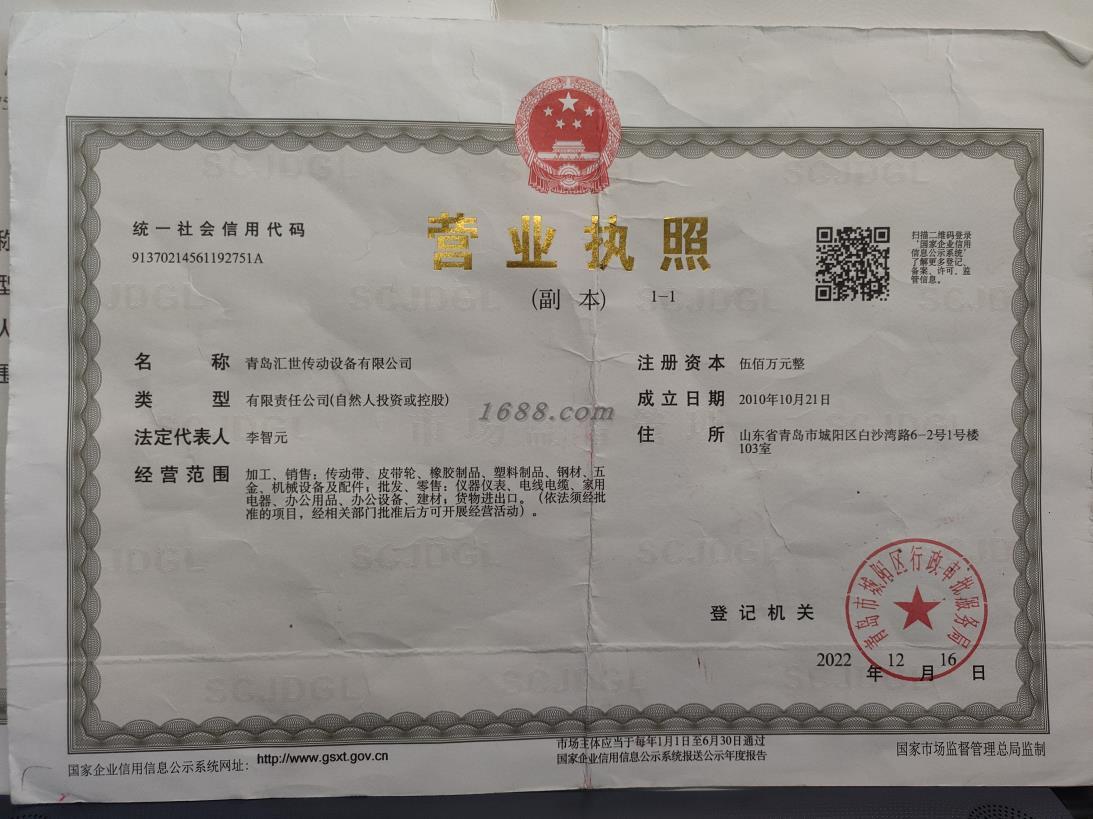 营业执照
(副 本) 1-1
统一社会信用代码
91370214561192751A
扫描二维码登录
'国家企业信用
信息公示系统'
了解更多登记、
备案、许可、监
管信息。
名 称 青岛汇世传动设备有限公司
类 型 有限责任公司(自然人投资或控股)
法定代表人 李智元
经营范围 加工、销售：传动带、皮带轮、橡胶制品、塑料制品、钢材、五
金、机械设备及配件；批发、零售：仪器仪表、电线电缆、家用
电器、办公用品、办公设备、建材；货物进出口。（依法须经批
准的项目，经相关部门批准后方可开展经营活动）。
注册资本 伍佰万元整
成立日期 2010年10月21日
住 所 山东省青岛市城阳区白沙湾路6-2号1号楼
103室
1688.com
登记机关
青岛市城阳区行政审批服务局
2022 年 12 月 16 日
国家企业信用信息公示系统网址: http://www.gsxt.gov.cn
市场主体应当于每年1月1日至6月30日通过
国家企业信用信息公示系统报送公示年度报告
国家市场监督管理总局监制